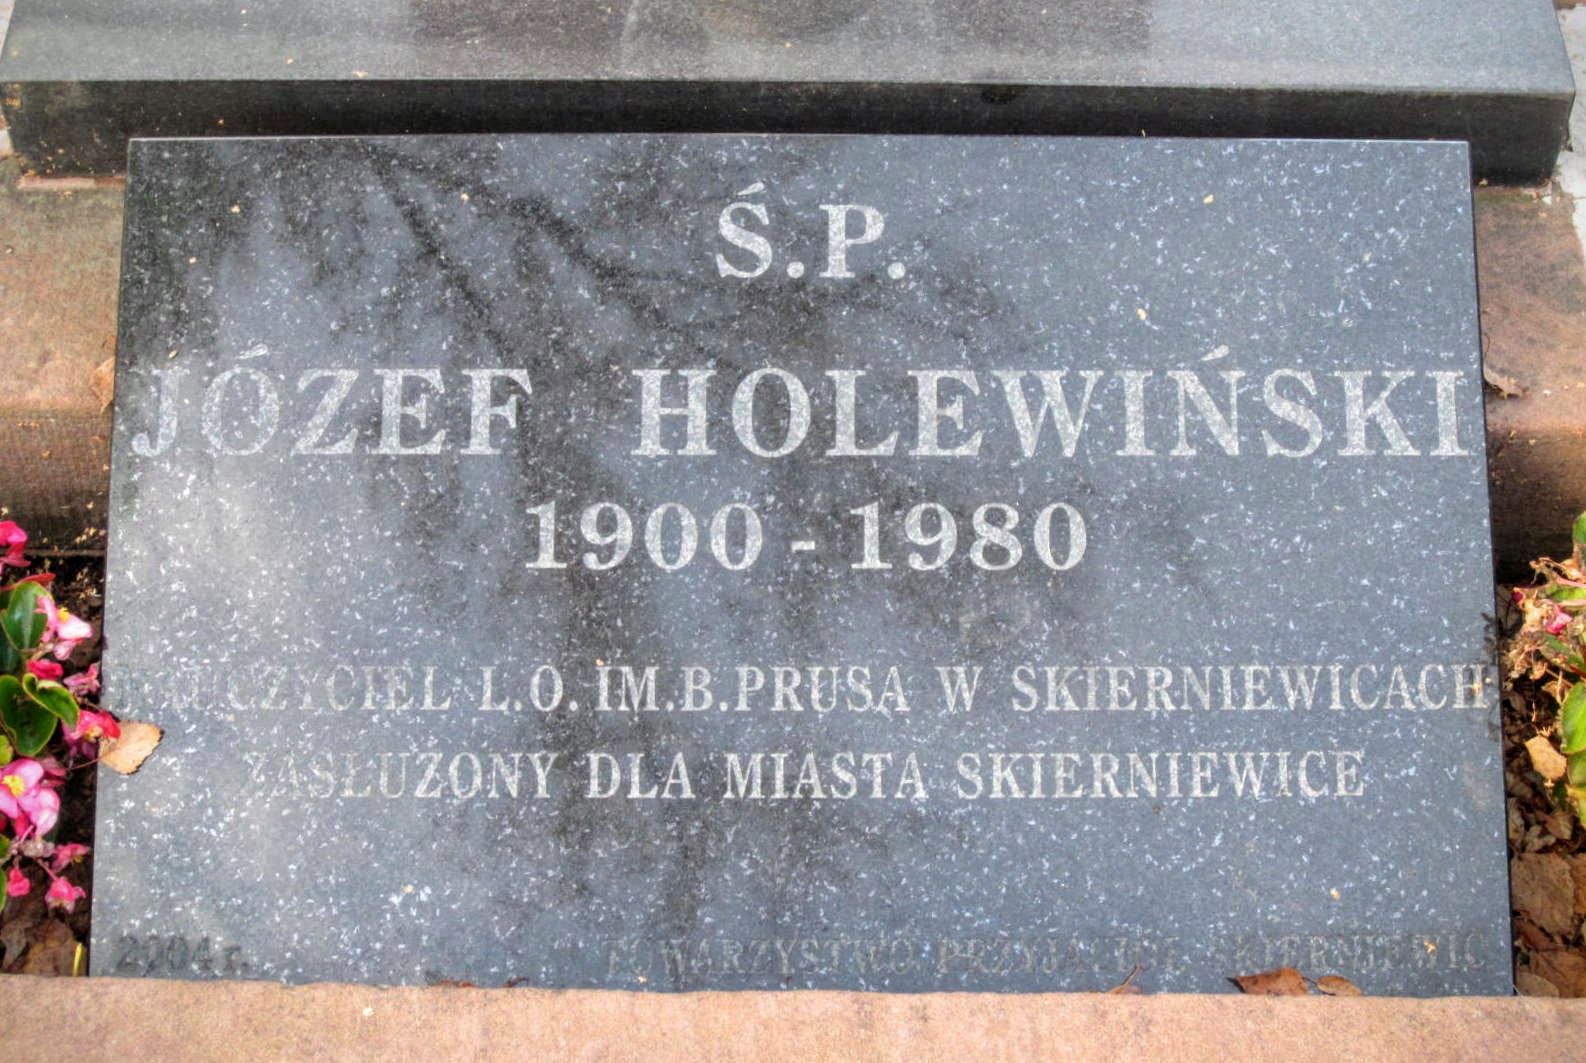 Ś.P.
JÓZEF HOLEWIŃSKI
1900 - 1980
NAUCZYCIEL L.O. IM.B.PRUSA W SKIERNIEWICACH
ZASŁUŻONY DLA MIASTA SKIERNIEWICE
2004 r. TOWARZYSTWO PRZYJACIÓŁ SKIERNIEWIC